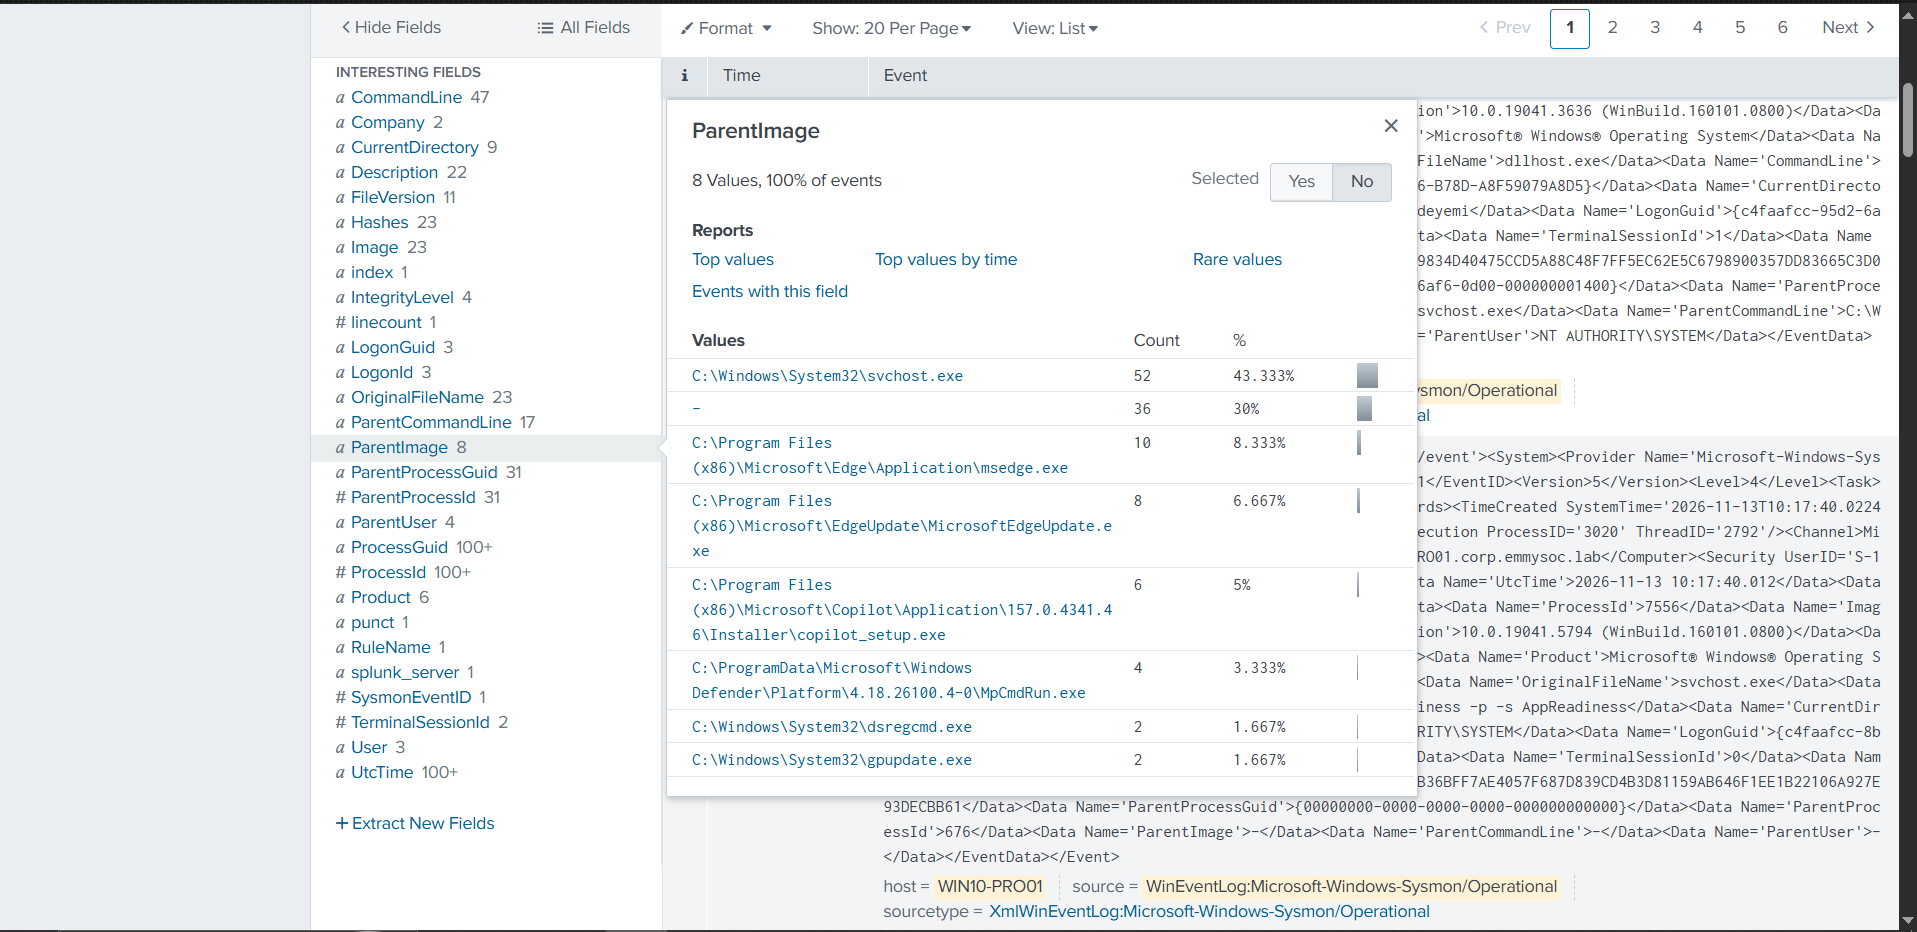 Hide Fields
All Fields
Format
Show: 20 Per Page
View: List
Prev
1
2
3
4
5
6
Next
INTERESTING FIELDS
a CommandLine 47
a Company 2
a CurrentDirectory 9
a Description 22
a FileVersion 11
a Hashes 23
a Image 23
a index 1
a IntegrityLevel 4
# linecount 1
a LogonGuid 3
a LogonId 3
a OriginalFileName 23
a ParentCommandLine 17
a ParentImage 8
a ParentProcessGuid 31
# ParentProcessId 31
a ParentUser 4
a ProcessGuid 100+
# ProcessId 100+
a Product 6
a punct 1
a RuleName 1
a splunk_server 1
# SysmonEventID 1
# TerminalSessionId 2
a User 3
a UtcTime 100+
+ Extract New Fields
i
Time
Event
ParentImage
8 Values, 100% of events
Selected
Yes
No
Reports
Top values
Top values by time
Rare values
Events with this field
Values
Count
%
C:\Windows\System32\svchost.exe
52
43.333%
-
36
30%
C:\Program Files
(x86)\Microsoft\Edge\Application\msedge.exe
10
8.333%
C:\Program Files
(x86)\Microsoft\EdgeUpdate\MicrosoftEdgeUpdate.e
xe
8
6.667%
C:\Program Files
(x86)\Microsoft\Copilot\Application\157.0.4341.4
6\Installer\copilot_setup.exe
6
5%
C:\ProgramData\Microsoft\Windows
Defender\Platform\4.18.26100.4-0\MpCmdRun.exe
4
3.333%
C:\Windows\System32\dsregcmd.exe
2
1.667%
C:\Windows\System32\gpupdate.exe
2
1.667%
ion'>10.0.19041.3636 (WinBuild.160101.0800)</Data><Da
'>Microsoft® Windows® Operating System</Data><Data Na
FileName'>dllhost.exe</Data><Data Name='CommandLine'>
6-B78D-A8F59079A8D5}</Data><Data Name='CurrentDirecto
deyemi</Data><Data Name='LogonGuid'>{c4faafcc-95d2-6a
ta><Data Name='TerminalSessionId'>1</Data><Data Name
9834D40475CCD5A88C48F7FF5EC62E5C6798900357DD83665C3D0
6af6-0d00-000000001400}</Data><Data Name='ParentProce
svchost.exe</Data><Data Name='ParentCommandLine'>C:\W
='ParentUser'>NT AUTHORITY\SYSTEM</Data></EventData>
ysmon/Operational
al
/event'><System><Provider Name='Microsoft-Windows-Sys
1</EventID><Version>5</Version><Level>4</Level><Task>
rds><TimeCreated SystemTime='2026-11-13T10:17:40.0224
ecution ProcessID='3020' ThreadID='2792'/><Channel>Mi
RO01.corp.emmysoc.lab</Computer><Security UserID='S-1
ta Name='UtcTime'>2026-11-13 10:17:40.012</Data><Data
ta><Data Name='ProcessId'>7556</Data><Data Name='Imag
ion'>10.0.19041.5794 (WinBuild.160101.0800)</Data><Da
><Data Name='Product'>Microsoft® Windows® Operating S
<Data Name='OriginalFileName'>svchost.exe</Data><Data
iness -p -s AppReadiness</Data><Data Name='CurrentDir
RITY\SYSTEM</Data><Data Name='LogonGuid'>{c4faafcc-8b
Data><Data Name='TerminalSessionId'>0</Data><Data Nam
B36BFF7AE4057F687D839CD4B3D81159AB646F1EE1B22106A927E
93DECBB61</Data><Data Name='ParentProcessGuid'>{00000000-0000-0000-0000-000000000000}</Data><Data Name='ParentProc
essId'>676</Data><Data Name='ParentImage'>-</Data><Data Name='ParentCommandLine'>-</Data><Data Name='ParentUser'>-
</Data></EventData></Event>
host = WIN10-PRO01
source = WinEventLog:Microsoft-Windows-Sysmon/Operational
sourcetype = XmlWinEventLog:Microsoft-Windows-Sysmon/Operational